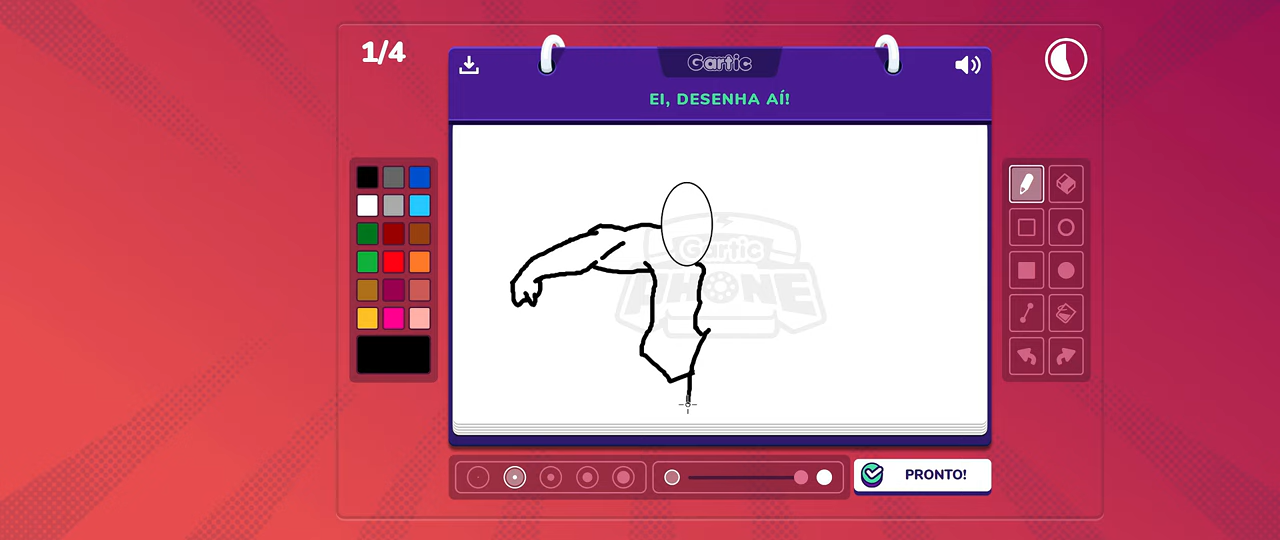 1/4
Gartic
EI, DESENHA AÍ!
Gartic
PHONE
PRONTO!